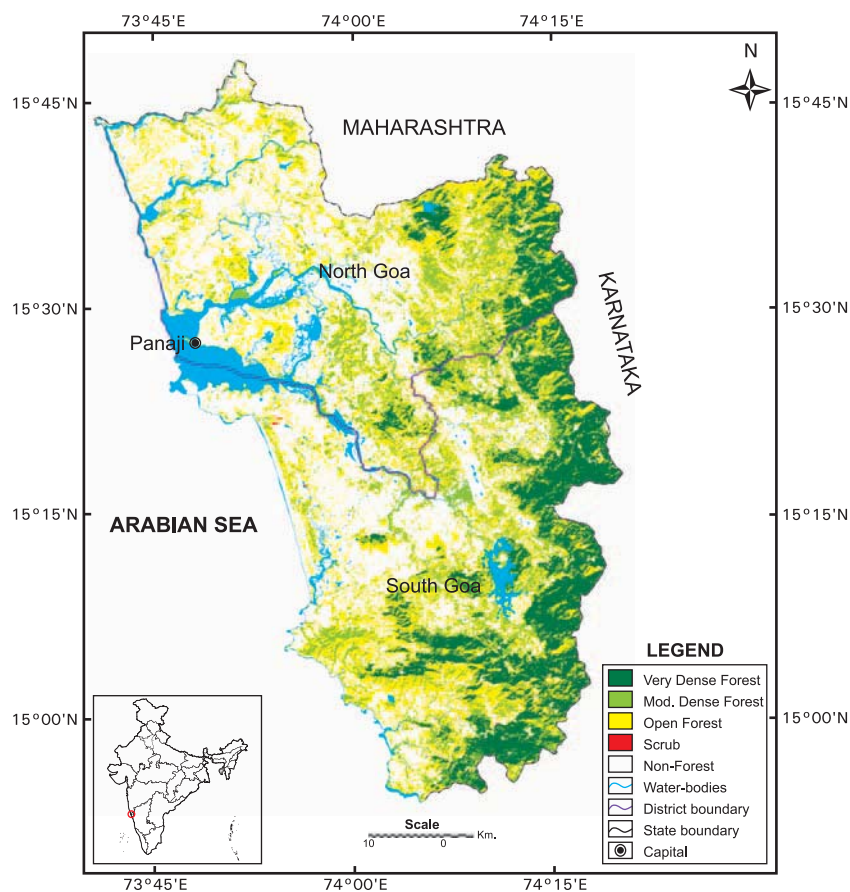 73°45'E 74°00'E 74°15'E
N
15°45'N 15°45'N
MAHARASHTRA
North Goa
KARNATAKA
15°30'N 15°30'N
Panaji
15°15'N 15°15'N
ARABIAN SEA
South Goa
LEGEND
Very Dense Forest
Mod. Dense Forest
Open Forest
Scrub
Non-Forest
Water-bodies
District boundary
State boundary
Capital
15°00'N 15°00'N
Scale
Km.
10 0
73°45'E 74°00'E 74°15'E